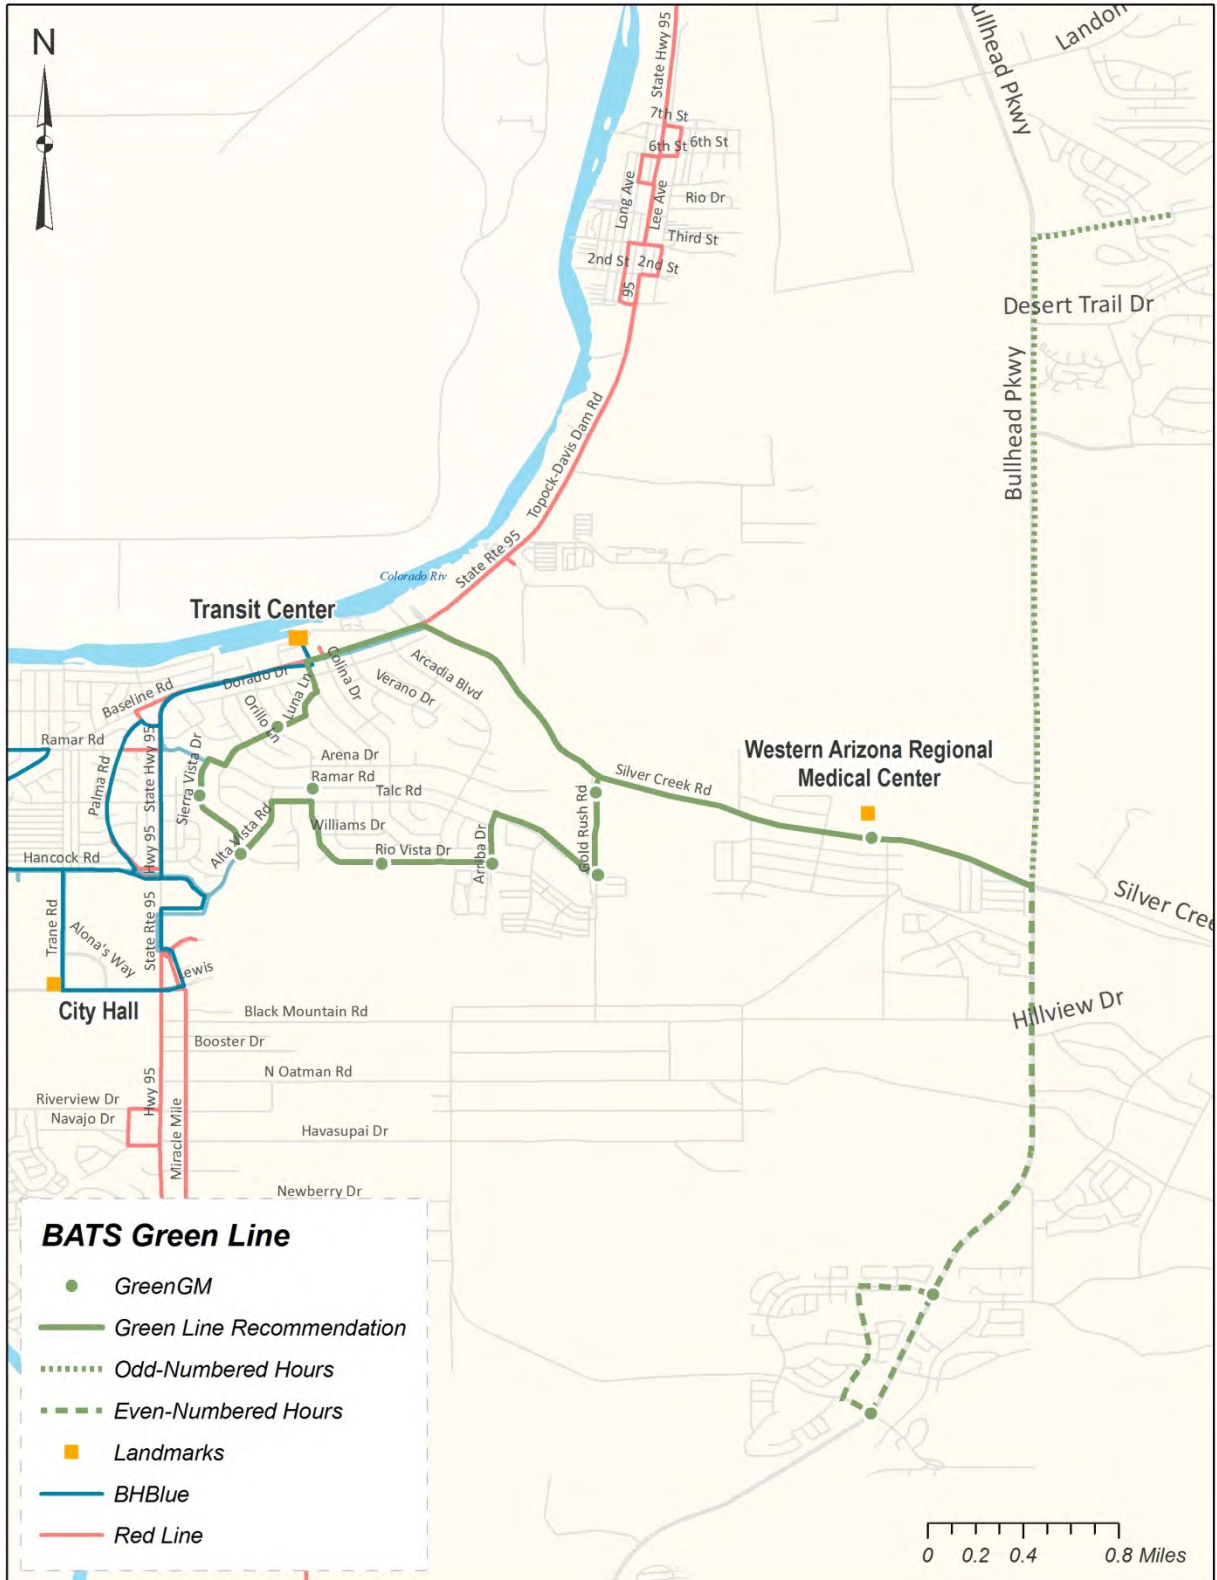 N
State Hwy 95
Bullhead Pkwy
Landon
7th St
6th St
6th St
Long Ave
Lee Ave
Rio Dr
Third St
2nd St
2nd St
95
Desert Trail Dr
Bullhead Pkwy
Topock-Davis Dam Rd
State Rte 95
Colorado Riv
Transit Center
Colina Dr
Arcadia Blvd
Dorado Dr
Luna Ln
Verano Dr
Baseline Rd
Orillo Ln
Ramar Rd
State Hwy 95
Sierra Vista Dr
Arena Dr
Ramar Rd
Talc Rd
Western Arizona Regional
Medical Center
Silver Creek Rd
Palma Rd
Williams Dr
Alta Vista Rd
Rio Vista Dr
Arriba Dr
Gold Rush Rd
Hwy 95
Hancock Rd
Silver Cree
Trane Rd
State Rte 95
Alona's Way
ewis
City Hall
Black Mountain Rd
Hillview Dr
Booster Dr
N Oatman Rd
Hwy 95
Riverview Dr
Navajo Dr
Miracle Mile
Havasupai Dr
Newberry Dr
BATS Green Line
GreenGM
Green Line Recommendation
Odd-Numbered Hours
Even-Numbered Hours
Landmarks
BHBlue
Red Line
0 0.2 0.4 0.8 Miles